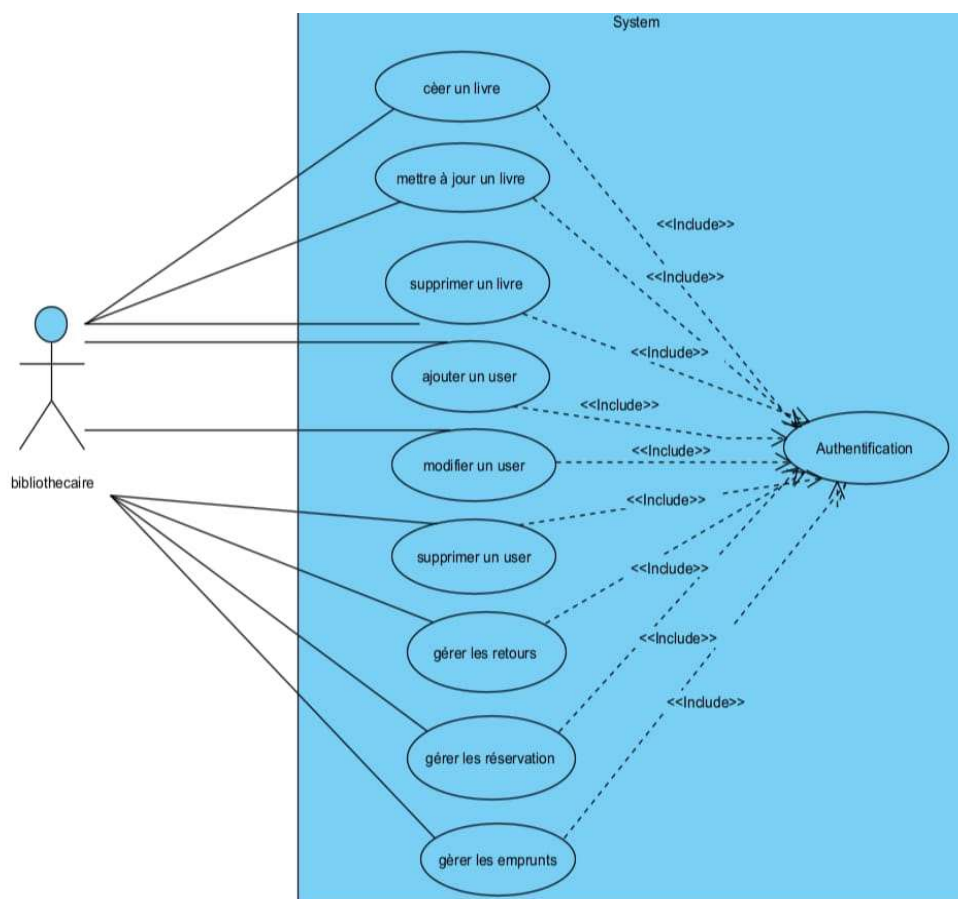 System
cèer un livre
mettre à jour un livre
<<Include>>
<<Include>>
supprimer un livre
<<Include>>
ajouter un user
<<Include>>
Authentification
<<Include>>
modifier un user
bibliothecaire
<<Include>>
supprimer un user
<<Include>>
gérer les retours
<<Include>>
<<Include>>
gérer les réservation
gèrer les emprunts